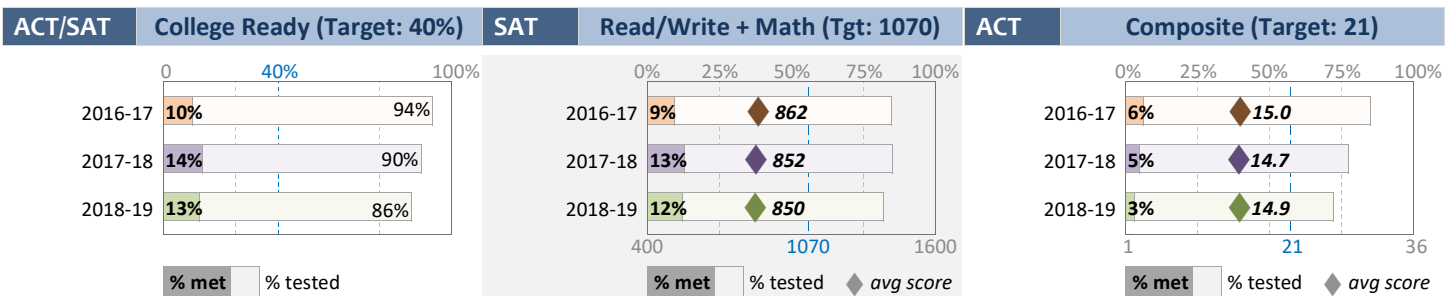 ACT/SAT College Ready (Target: 40%)
0 40% 100%
2016-17 10% 94%
2017-18 14% 90%
2018-19 13% 86%
% met % tested
SAT Read/Write + Math (Tgt: 1070)
0% 25% 50% 75% 100%
2016-17 9% 862
2017-18 13% 852
2018-19 12% 850
400 1070 1600
% met % tested avg score
ACT Composite (Target: 21)
0% 25% 50% 75% 100%
2016-17 6% 15.0
2017-18 5% 14.7
2018-19 3% 14.9
1 21 36
% met % tested avg score